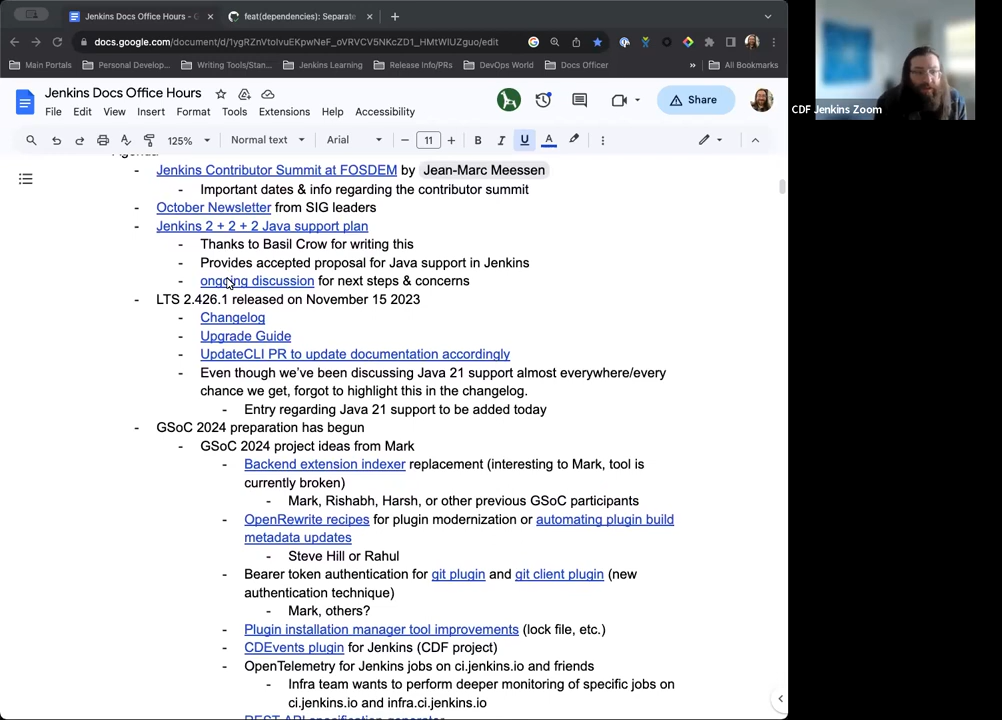 Jenkins Docs Office Hours - G
feat(dependencies): Separate
docs.google.com/document/d/1ygRZnVtoIvuEKpwNeF_oVRVCV5NKcZD1_HMtWlUZguo/edit
Main Portals
Personal Develop...
Writing Tools/Stan...
Jenkins Learning
Release Info/PRs
DevOps World
Docs Officer
»
All Bookmarks
Jenkins Docs Office Hours
File Edit View Insert Format Tools Extensions Help Accessibility
Share
125%
Normal text
Arial
11
B I U A
- Jenkins Contributor Summit at FOSDEM by Jean-Marc Meessen
- Important dates & info regarding the contributor summit
- October Newsletter from SIG leaders
- Jenkins 2 + 2 + 2 Java support plan
- Thanks to Basil Crow for writing this
- Provides accepted proposal for Java support in Jenkins
- ongoing discussion for next steps & concerns
- LTS 2.426.1 released on November 15 2023
- Changelog
- Upgrade Guide
- UpdateCLI PR to update documentation accordingly
- Even though we've been discussing Java 21 support almost everywhere/every
chance we get, forgot to highlight this in the changelog.
- Entry regarding Java 21 support to be added today
- GSoC 2024 preparation has begun
- GSoC 2024 project ideas from Mark
- Backend extension indexer replacement (interesting to Mark, tool is
currently broken)
- Mark, Rishabh, Harsh, or other previous GSoC participants
- OpenRewrite recipes for plugin modernization or automating plugin build
metadata updates
- Steve Hill or Rahul
- Bearer token authentication for git plugin and git client plugin (new
authentication technique)
- Mark, others?
- Plugin installation manager tool improvements (lock file, etc.)
- CDEvents plugin for Jenkins (CDF project)
- OpenTelemetry for Jenkins jobs on ci.jenkins.io and friends
- Infra team wants to perform deeper monitoring of specific jobs on
ci.jenkins.io and infra.ci.jenkins.io
- REST API specification generator
CDF Jenkins Zoom